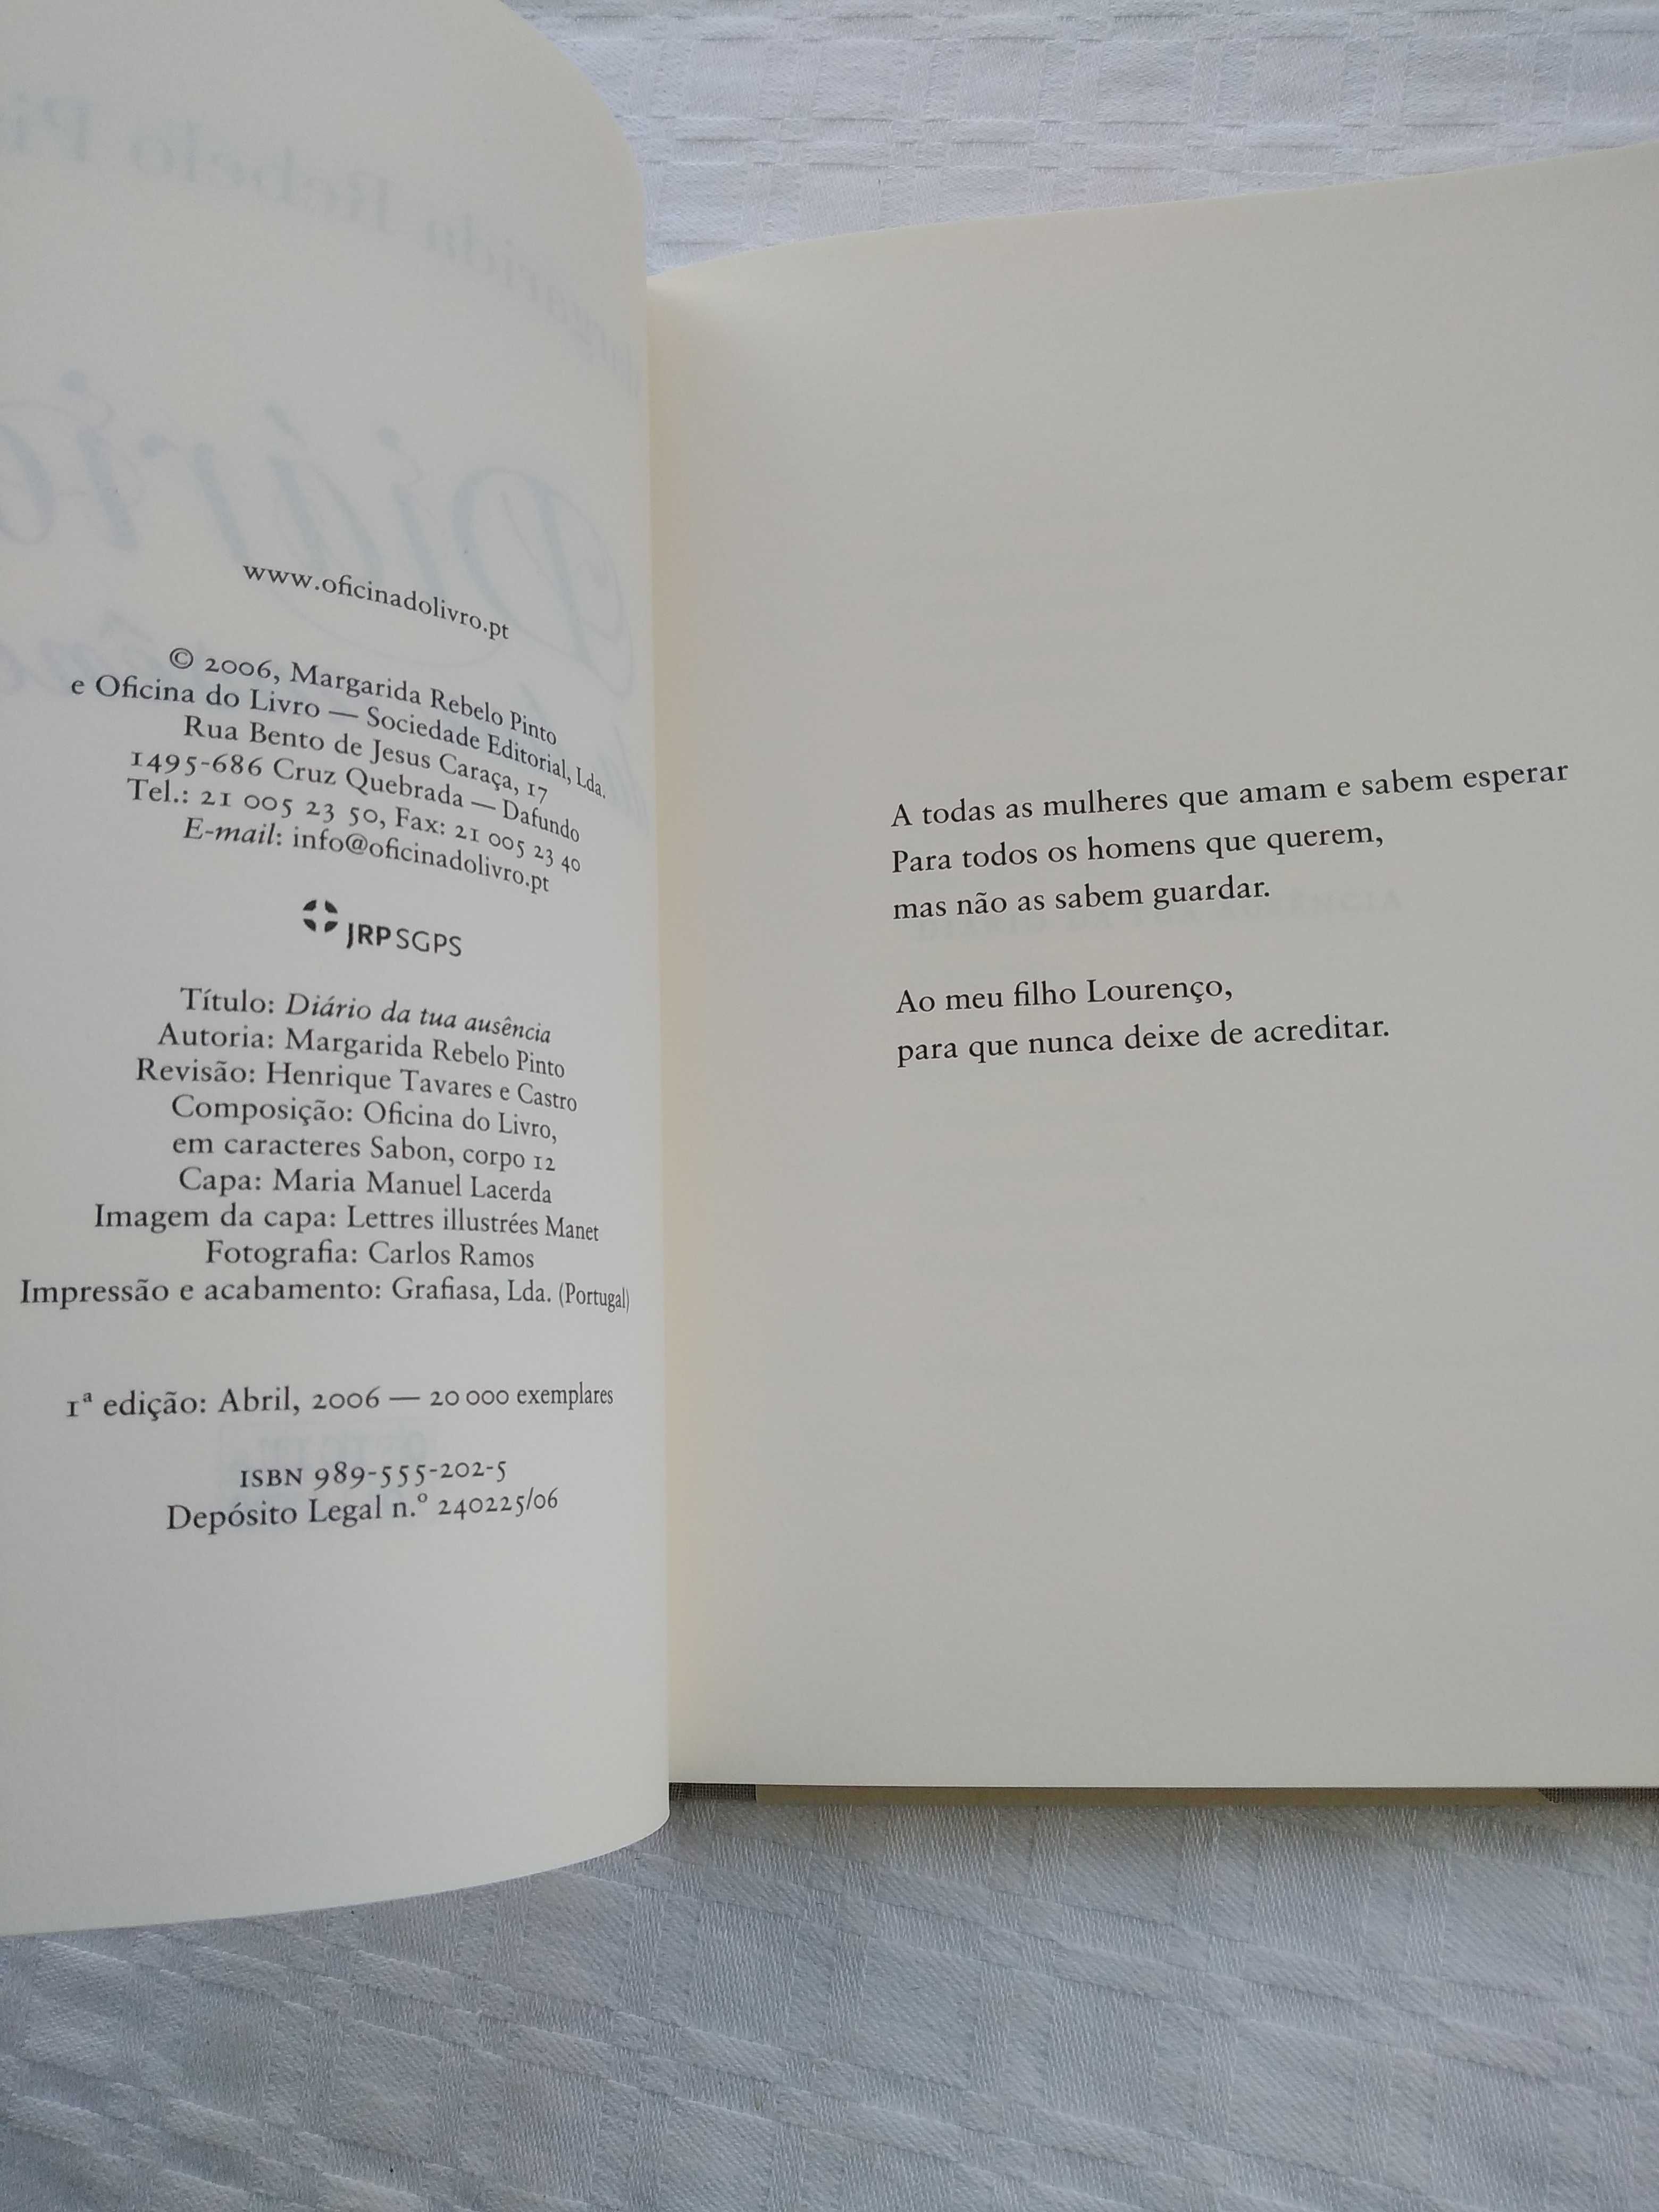 www.oficinadolivro.pt
© 2006, Margarida Rebelo Pinto
e Oficina do Livro — Sociedade Editorial, Lda.
Rua Bento de Jesus Caraça, 17
1495-686 Cruz Quebrada — Dafundo
Tel.: 21 005 23 50, Fax: 21 005 23 40
E-mail: info@oficinadolivro.pt
JRP SGPS
Título: Diário da tua ausência
Autoria: Margarida Rebelo Pinto
Revisão: Henrique Tavares e Castro
Composição: Oficina do Livro,
em caracteres Sabon, corpo 12
Capa: Maria Manuel Lacerda
Imagem da capa: Lettres illustrées Manet
Fotografia: Carlos Ramos
Impressão e acabamento: Grafiasa, Lda. (Portugal)
1ª edição: Abril, 2006 — 20 000 exemplares
ISBN 989-555-202-5
Depósito Legal n.º 240225/06
A todas as mulheres que amam e sabem esperar
Para todos os homens que querem,
mas não as sabem guardar.
Ao meu filho Lourenço,
para que nunca deixe de acreditar.